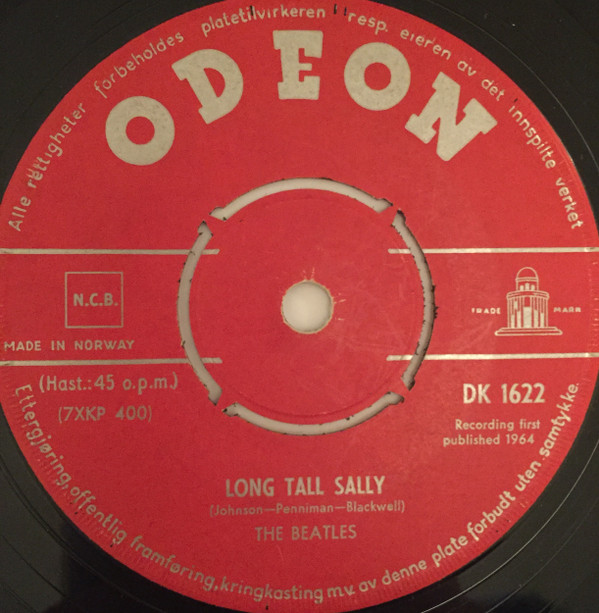 Alle rettigheter forbeholdes platetilvirkeren resp. eieren av det innspilte verket
ODEON
N.C.B.
TRADE MARK
MADE IN NORWAY
(Hast.: 45 o.p.m.)
(7XKP 400)
DK 1622
Recording first
published 1964
LONG TALL SALLY
(Johnson—Penniman—Blackwell)
THE BEATLES
Ettergjøring, offentlig framføring, kringkasting m.v. av denne plate forbudt uten samtykke.